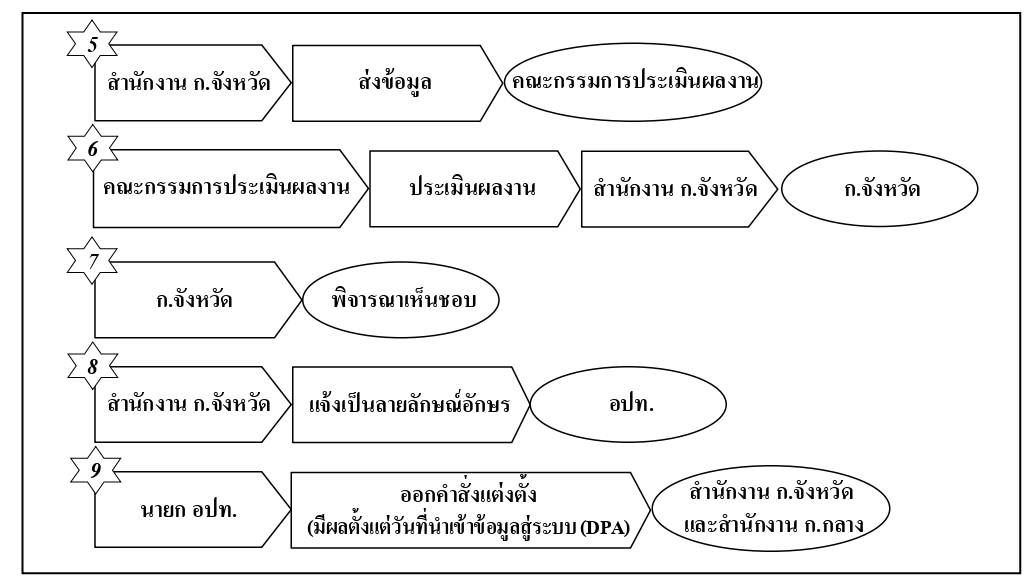 5
สำนักงาน ก.จังหวัด
ส่งข้อมูล
คณะกรรมการประเมินผลงาน
6
คณะกรรมการประเมินผลงาน
ประเมินผลงาน
สำนักงาน ก.จังหวัด
ก.จังหวัด
7
ก.จังหวัด
พิจารณาเห็นชอบ
8
สำนักงาน ก.จังหวัด
แจ้งเป็นลายลักษณ์อักษร
อปท.
9
นายก อปท.
ออกคำสั่งแต่งตั้ง
(มีผลตั้งแต่วันที่นำเข้าข้อมูลสู่ระบบ (DPA)
สำนักงาน ก.จังหวัด
และสำนักงาน ก.กลาง